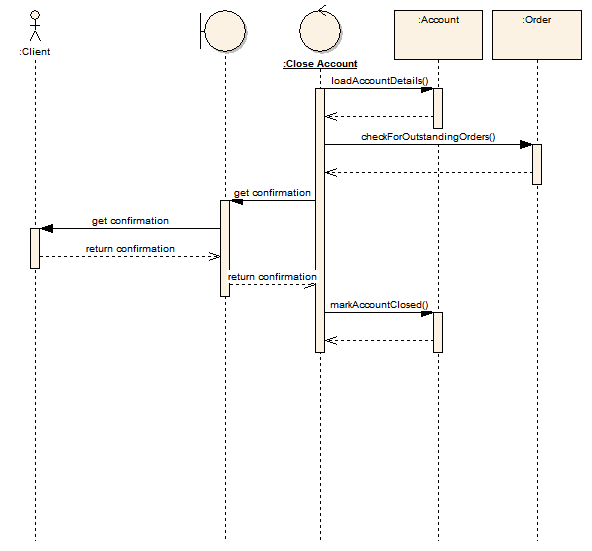 :Client
:Close Account
:Account
:Order
loadAccountDetails()
checkForOutstandingOrders()
get confirmation
get confirmation
return confirmation
return confirmation
markAccountClosed()